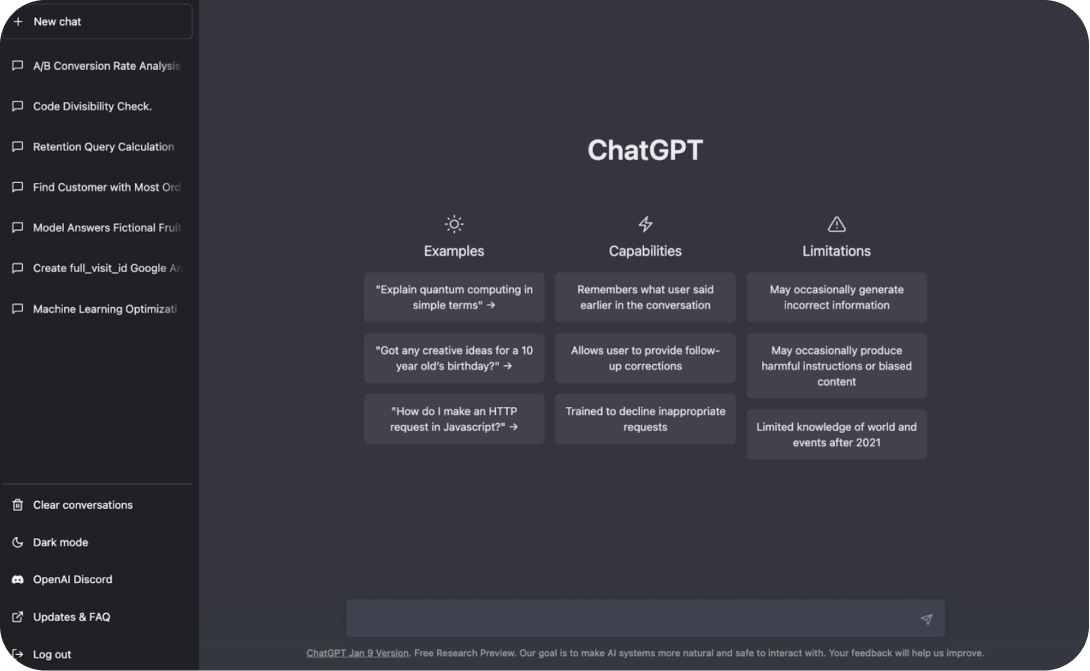 New chat
A/B Conversion Rate Analysis
Code Divisibility Check.
Retention Query Calculation
Find Customer with Most Ord
Model Answers Fictional Fruit
Create full_visit_id Google An
Machine Learning Optimizati
Clear conversations
Dark mode
OpenAI Discord
Updates & FAQ
Log out
ChatGPT
Examples
"Explain quantum computing in
simple terms" →
"Got any creative ideas for a 10
year old's birthday?" →
"How do I make an HTTP
request in Javascript?" →
Capabilities
Remembers what user said
earlier in the conversation
Allows user to provide follow-
up corrections
Trained to decline inappropriate
requests
Limitations
May occasionally generate
incorrect information
May occasionally produce
harmful instructions or biased
content
Limited knowledge of world and
events after 2021
ChatGPT Jan 9 Version. Free Research Preview. Our goal is to make AI systems more natural and safe to interact with. Your feedback will help us improve.